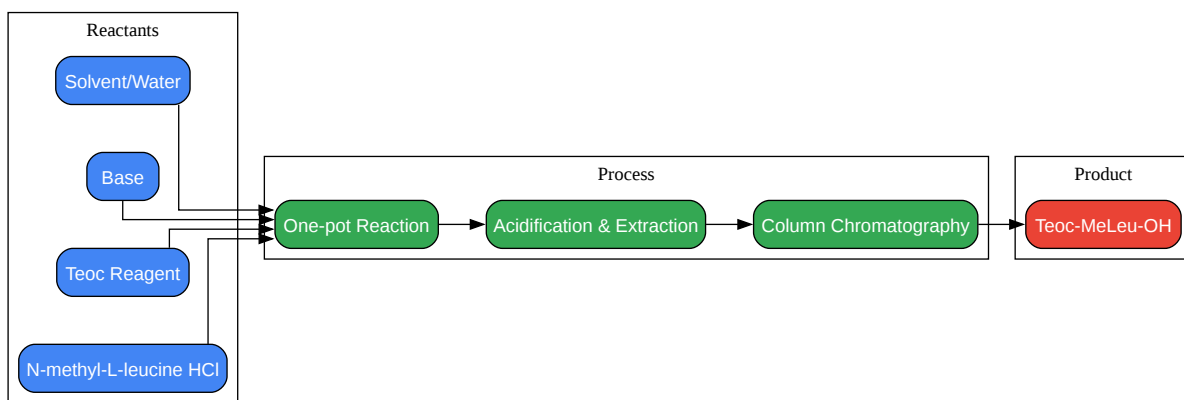 Reactants
Solvent/Water
Base
Teoc Reagent
N-methyl-L-leucine HCl
Process
One-pot Reaction
Acidification & Extraction
Column Chromatography
Product
Teoc-MeLeu-OH